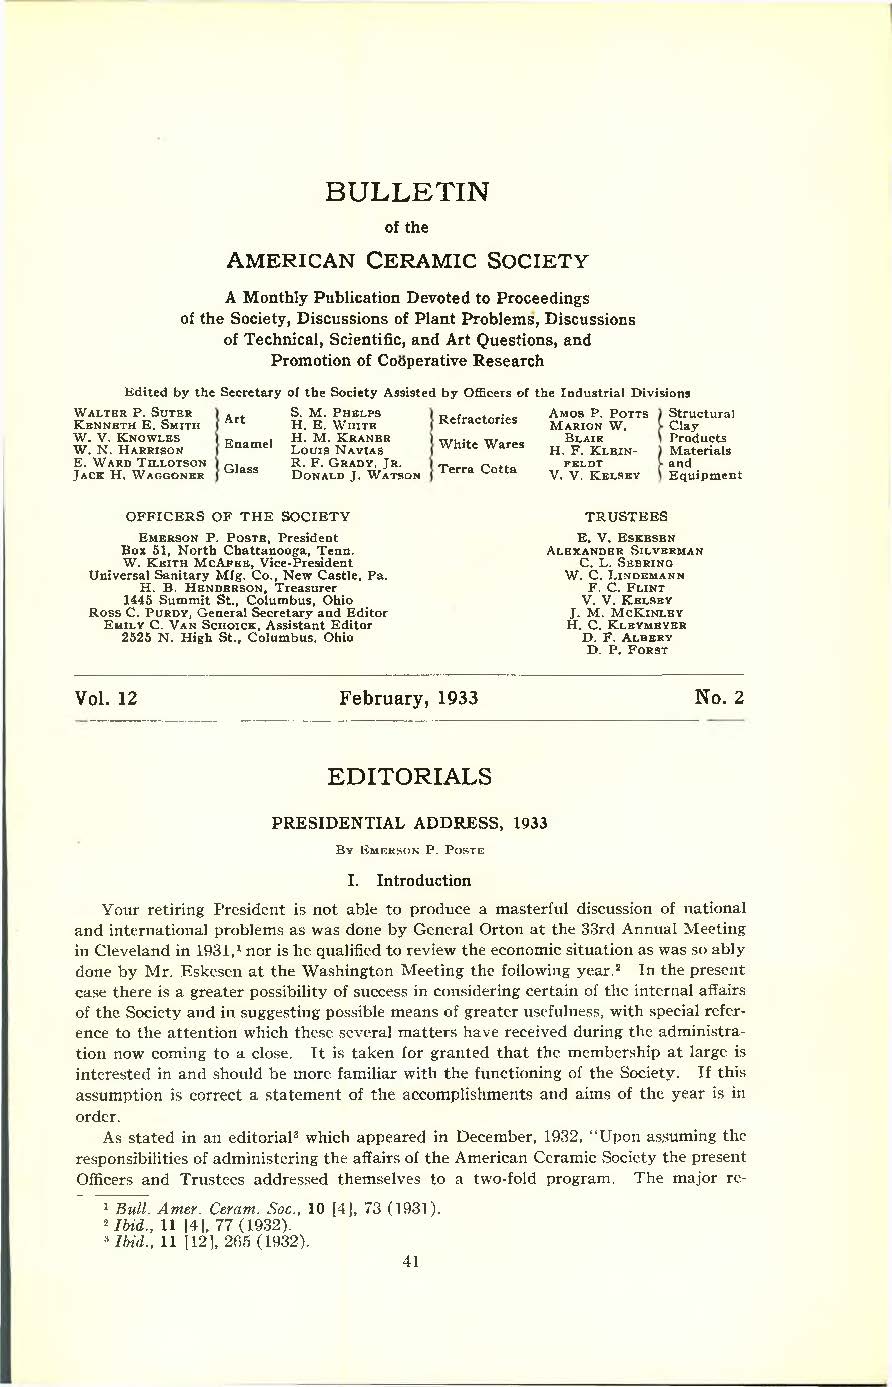 BULLETIN
of the
AMERICAN CERAMIC SOCIETY
A Monthly Publication Devoted to Proceedings
of the Society, Discussions of Plant Problems, Discussions
of Technical, Scientific, and Art Questions, and
Promotion of Coöperative Research
Edited by the Secretary of the Society Assisted by Officers of the Industrial Divisions
WALTER P. SUTER
KENNETH E. SMITH
Art
W. V. KNOWLES
W. N. HARRISON
Enamel
E. WARD TILLOTSON
JACK H. WAGGONER
Glass
S. M. PHELPS
H. E. WHITE
Refractories
H. M. KRANER
LOUIS NAVIAS
White Wares
R. F. GRADY, JR.
DONALD J. WATSON
Terra Cotta
AMOS P. POTTS
MARION W.
BLAIR
Structural
Clay
Products
H. F. KLEIN-
FELDT
V. V. KELSEY
Materials
and
Equipment
OFFICERS OF THE SOCIETY
EMERSON P. POSTE, President
Box 51, North Chattanooga, Tenn.
W. KEITH MCAFEE, Vice-President
Universal Sanitary Mfg. Co., New Castle, Pa.
H. B. HENDERSON, Treasurer
1445 Summit St., Columbus, Ohio
ROSS C. PURDY, General Secretary and Editor
EMILY C. VAN SCHOICK, Assistant Editor
2525 N. High St., Columbus, Ohio
TRUSTEES
E. V. ESKESEN
ALEXANDER SILVERMAN
C. L. SEBRING
W. C. LINDEMANN
F. C. FLINT
V. V. KELSEY
J. M. MCKINLEY
H. C. KLEYMEYER
D. F. ALBERY
D. P. FORST
Vol. 12 February, 1933 No. 2
EDITORIALS
PRESIDENTIAL ADDRESS, 1933
BY EMERSON P. POSTE
I. Introduction
Your retiring President is not able to produce a masterful discussion of national
and international problems as was done by General Orton at the 33rd Annual Meeting
in Cleveland in 1931,¹ nor is he qualified to review the economic situation as was so ably
done by Mr. Eskesen at the Washington Meeting the following year.² In the present
case there is a greater possibility of success in considering certain of the internal affairs
of the Society and in suggesting possible means of greater usefulness, with special refer-
ence to the attention which these several matters have received during the administra-
tion now coming to a close. It is taken for granted that the membership at large is
interested in and should be more familiar with the functioning of the Society. If this
assumption is correct a statement of the accomplishments and aims of the year is in
order.
As stated in an editorial³ which appeared in December, 1932, “Upon assuming the
responsibilities of administering the affairs of the American Ceramic Society the present
Officers and Trustees addressed themselves to a two-fold program. The major re-
¹ Bull. Amer. Ceram. Soc., 10 [4], 73 (1931).
² Ibid., 11 [4], 77 (1932).
³ Ibid., 11 [12], 265 (1932).
41